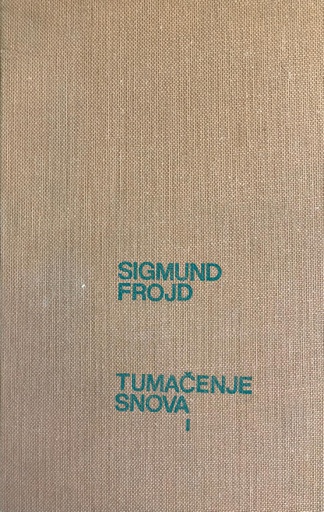 SIGMUND
FROJD
TUMAČENJE
SNOVA
I